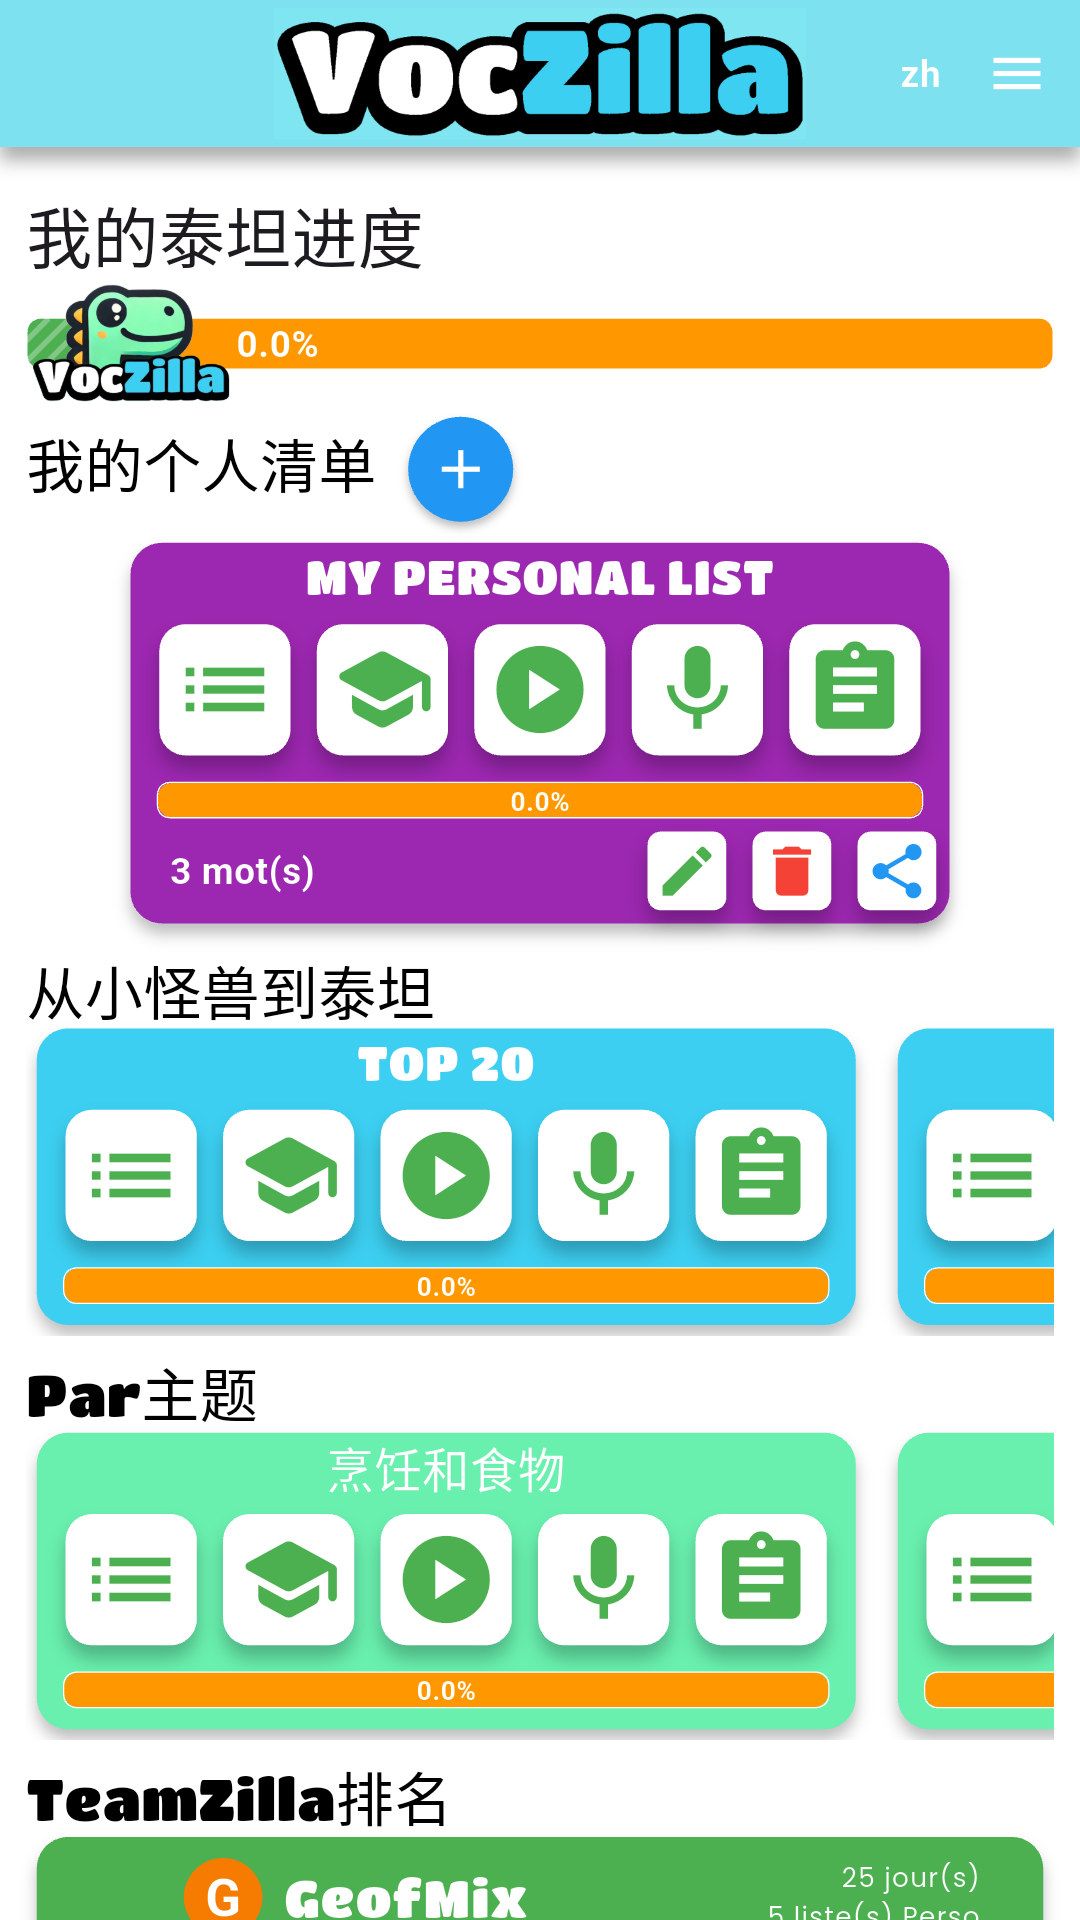 VocZilla
zh
我的泰坦进度
0.0%
VocZilla
我的个人清单
MY PERSONAL LIST
0.0%
3 mot(s)
从小怪兽到泰坦
TOP 20
0.0%
Par主题
烹饪和食物
0.0%
TeamZilla排名
G
GeofMix
25 jour(s)
5 liste(s) Perso